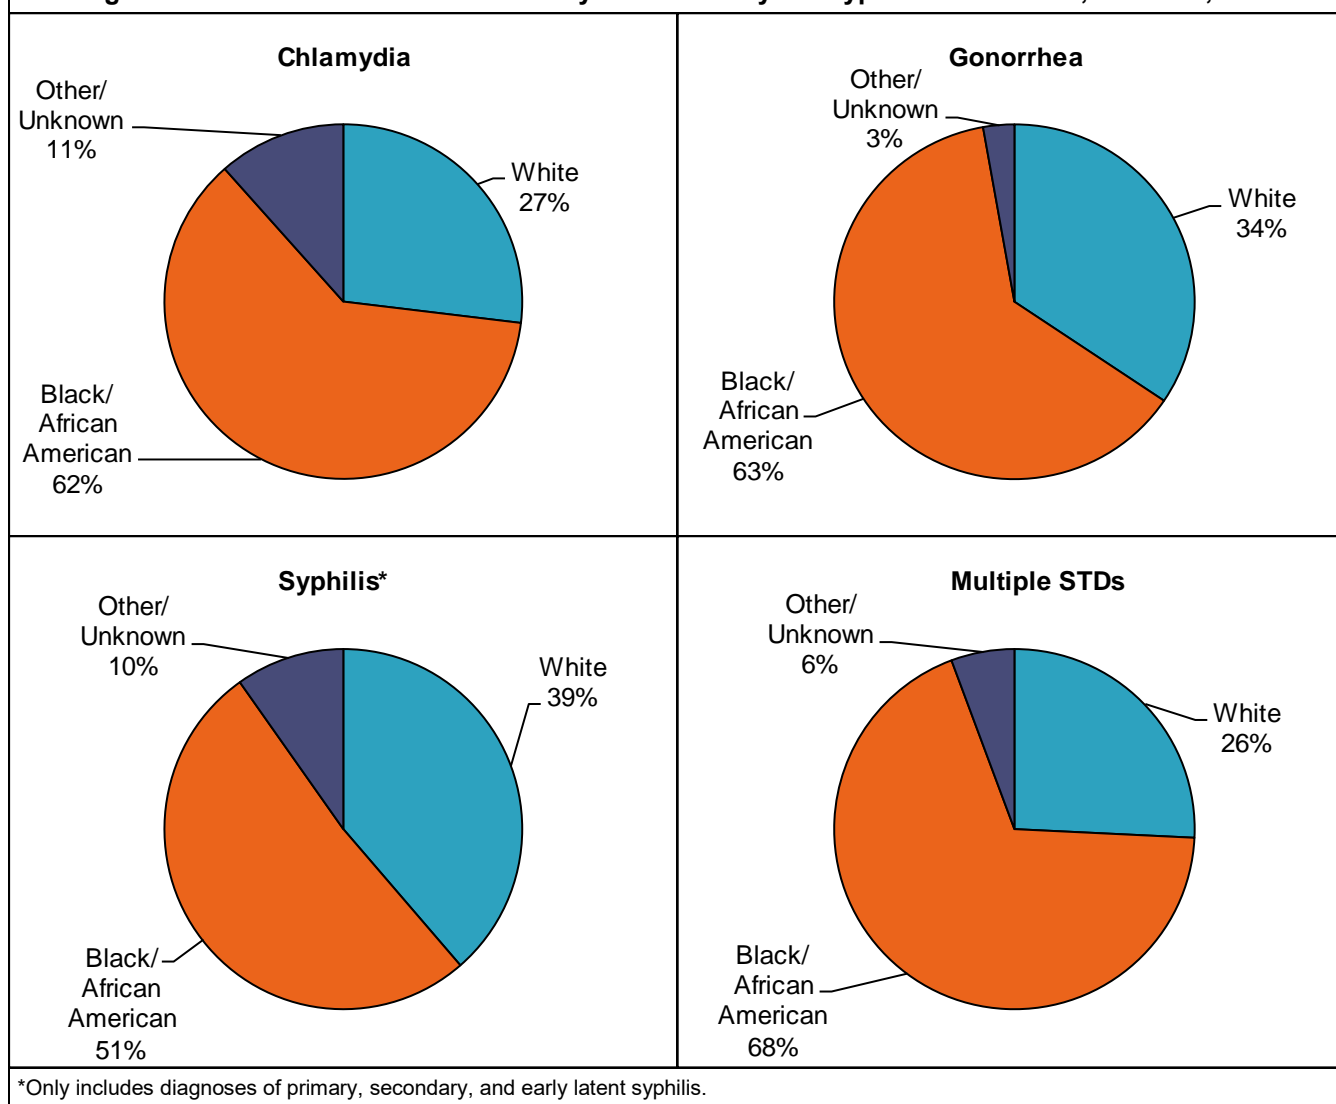 Chlamydia
Other/
Unknown
11%
White
27%
Black/
African
American
62%
Gonorrhea
Other/
Unknown
3%
White
34%
Black/
African
American
63%
Syphilis*
Other/
Unknown
10%
White
39%
Black/
African
American
51%
Multiple STDs
Other/
Unknown
6%
White
26%
Black/
African
American
68%
*Only includes diagnoses of primary, secondary, and early latent syphilis.